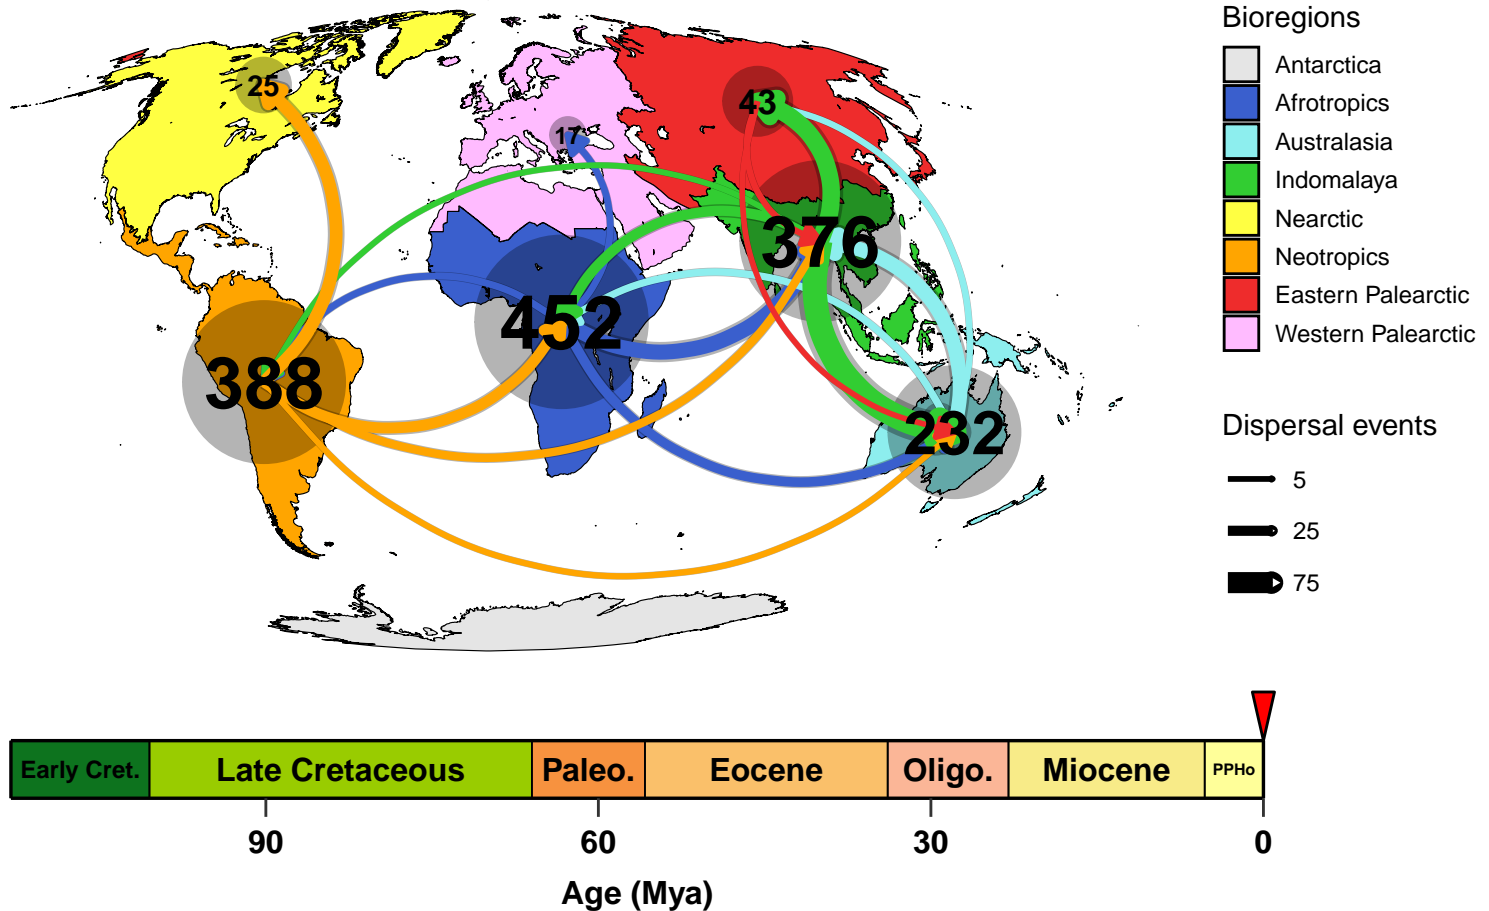 Bioregions
Antarctica
Afrotropics
Australasia
Indomalaya
Nearctic
Neotropics
Eastern Palearctic
Western Palearctic
Dispersal events
5
25
75
25
17
43
376
452
388
232
Early Cret.
Late Cretaceous
Paleo.
Eocene
Oligo.
Miocene
PPHo
90
60
30
0
Age (Mya)